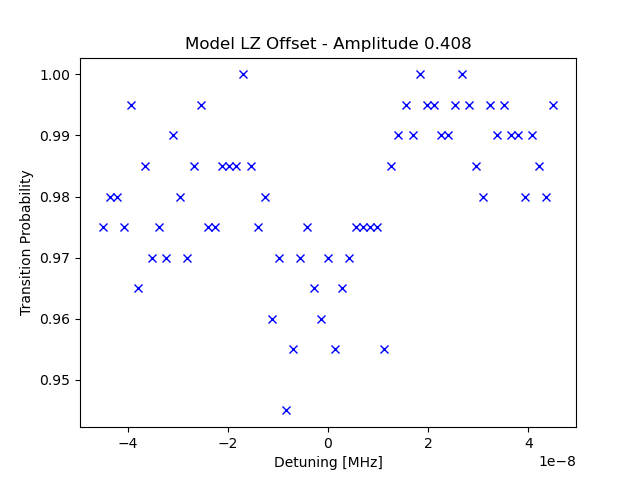 Model LZ Offset - Amplitude 0.408
1.00
0.99
0.98
0.97
0.96
0.95
Transition Probability
−4
−2
0
2
4
1e−8
Detuning [MHz]